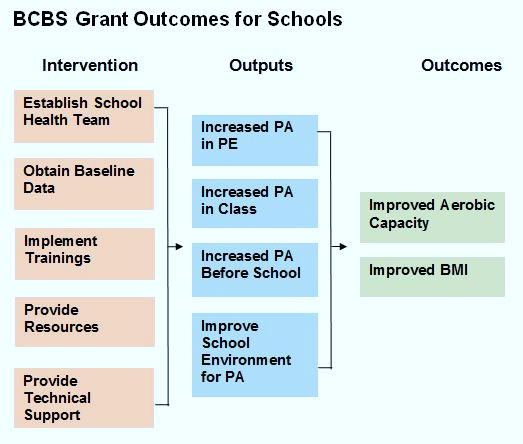 BCBS Grant Outcomes for Schools
Intervention
Outputs
Outcomes
Establish School
Health Team
Obtain Baseline
Data
Implement
Trainings
Provide
Resources
Provide
Technical
Support
Increased PA
in PE
Increased PA
in Class
Increased PA
Before School
Improve
School
Environment
for PA
Improved Aerobic
Capacity
Improved BMI